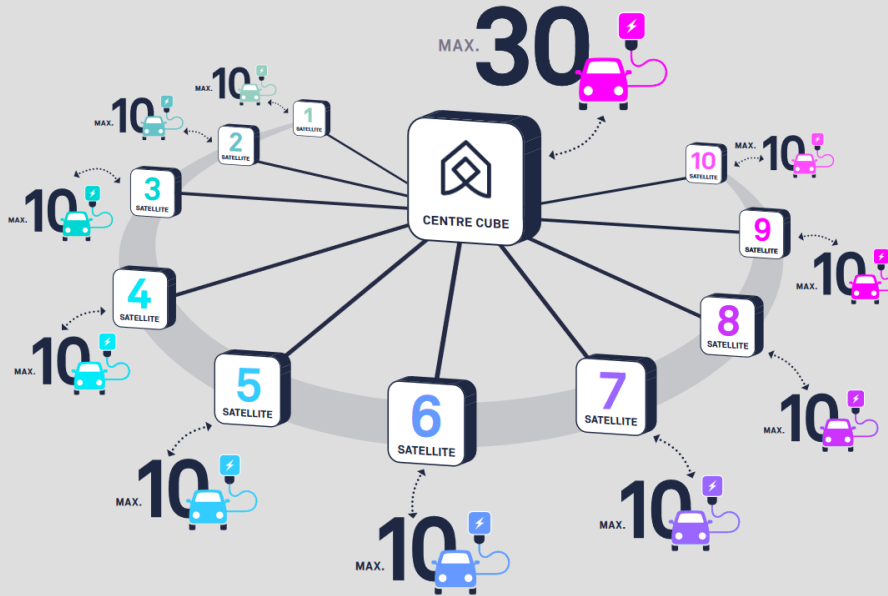 MAX. 30
MAX. 10
1
SATELLITE
MAX. 10
2
SATELLITE
MAX. 10
3
SATELLITE
CENTRE CUBE
10
SATELLITE
MAX. 10
9
SATELLITE
MAX. 10
4
SATELLITE
MAX. 10
8
SATELLITE
MAX. 10
5
SATELLITE
MAX. 10
6
SATELLITE
MAX. 10
7
SATELLITE
MAX. 10
MAX. 10